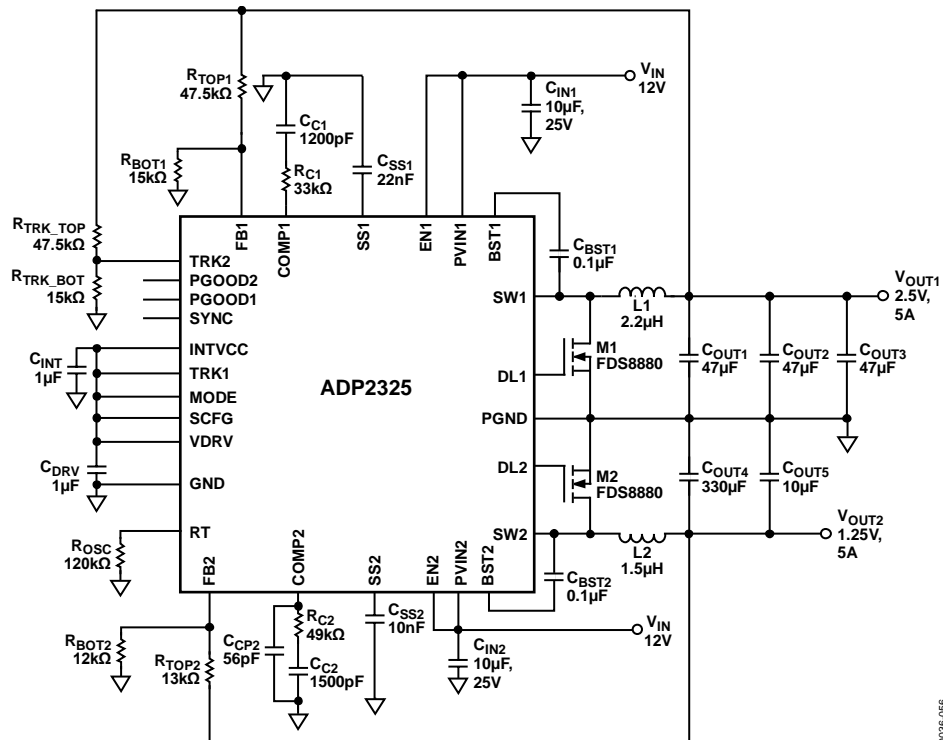 RTOP1
47.5kΩ
CC1
1200pF
RC1
33kΩ
CSS1
22nF
CIN1
10µF,
25V
VIN
12V
RBOT1
15kΩ
RTRK_TOP
47.5kΩ
RTRK_BOT
15kΩ
FB1
COMP1
SS1
EN1
PVIN1
BST1
CBST1
0.1µF
TRK2
PGOOD2
PGOOD1
SYNC
INTVCC
TRK1
MODE
SCFG
VDRV
GND
RT
CINT
1µF
CDRV
1µF
ROSC
120kΩ
ADP2325
SW1
DL1
PGND
DL2
SW2
L1
2.2µH
M1
FDS8880
VOUT1
2.5V,
5A
COUT1
47µF
COUT2
47µF
COUT3
47µF
M2
FDS8880
COUT4
330µF
COUT5
10µF
L2
1.5µH
VOUT2
1.25V,
5A
FB2
COMP2
SS2
EN2
PVIN2
BST2
CBST2
0.1µF
RBOT2
12kΩ
RTOP2
13kΩ
CCP2
56pF
RC2
49kΩ
CC2
1500pF
CSS2
10nF
CIN2
10µF,
25V
VIN
12V